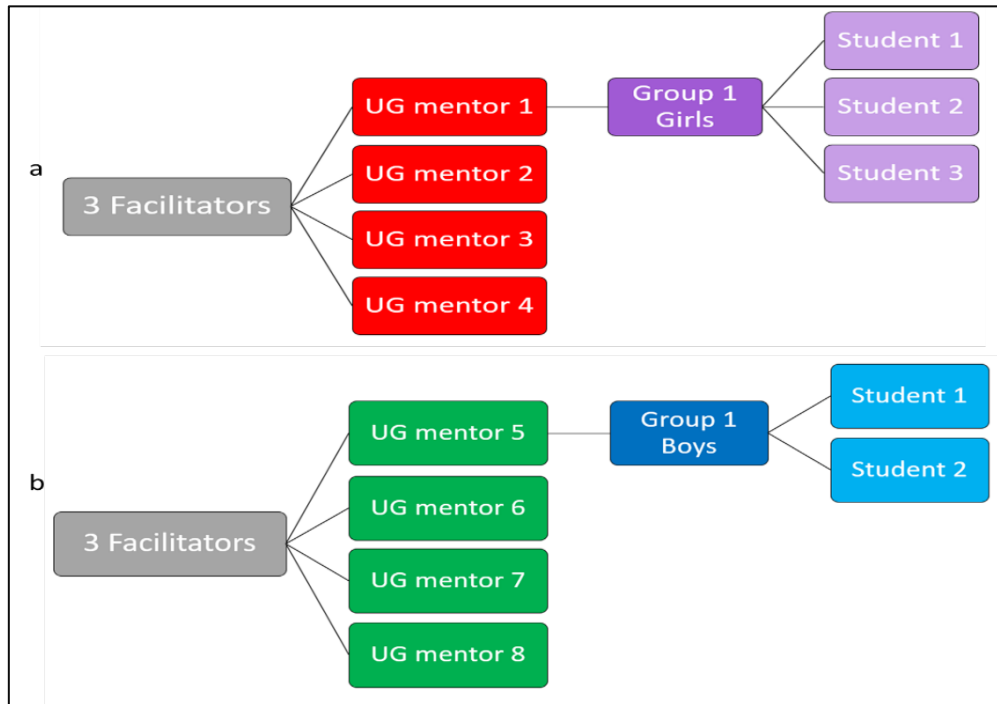 a
3 Facilitators
UG mentor 1
UG mentor 2
UG mentor 3
UG mentor 4
Group 1
Girls
Student 1
Student 2
Student 3
b
3 Facilitators
UG mentor 5
UG mentor 6
UG mentor 7
UG mentor 8
Group 1
Boys
Student 1
Student 2